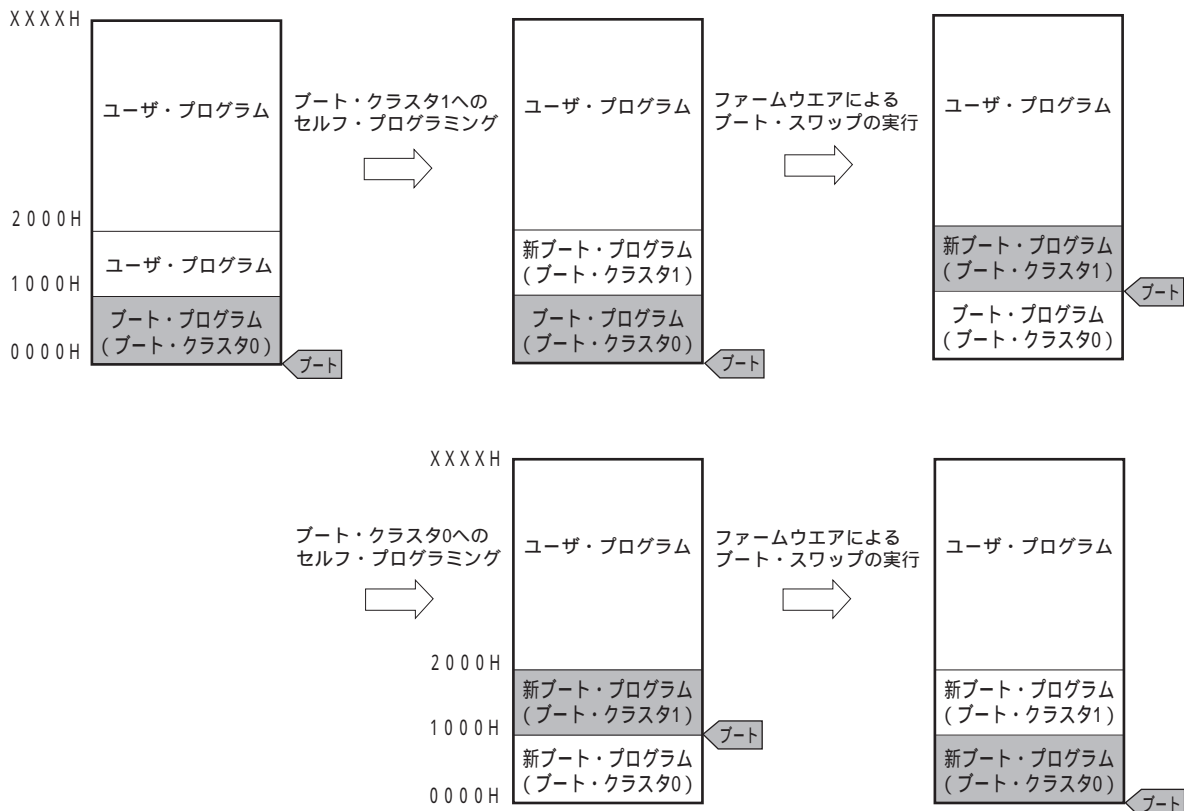 XXXXH
ユーザ・プログラム
2000H
ユーザ・プログラム
1000H
ブート・プログラム
(ブート・クラスタ0)
0000H
ブート
ブート・クラスタ1への
セルフ・プログラミング
ユーザ・プログラム
新ブート・プログラム
(ブート・クラスタ1)
ブート・プログラム
(ブート・クラスタ0)
ブート
ファームウエアによる
ブート・スワップの実行
ユーザ・プログラム
新ブート・プログラム
(ブート・クラスタ1)
ブート
ブート・プログラム
(ブート・クラスタ0)
ブート・クラスタ0への
セルフ・プログラミング
XXXXH
ユーザ・プログラム
2000H
新ブート・プログラム
(ブート・クラスタ1)
1000H
ブート
新ブート・プログラム
(ブート・クラスタ0)
0000H
ファームウエアによる
ブート・スワップの実行
ユーザ・プログラム
新ブート・プログラム
(ブート・クラスタ1)
新ブート・プログラム
(ブート・クラスタ0)
ブート